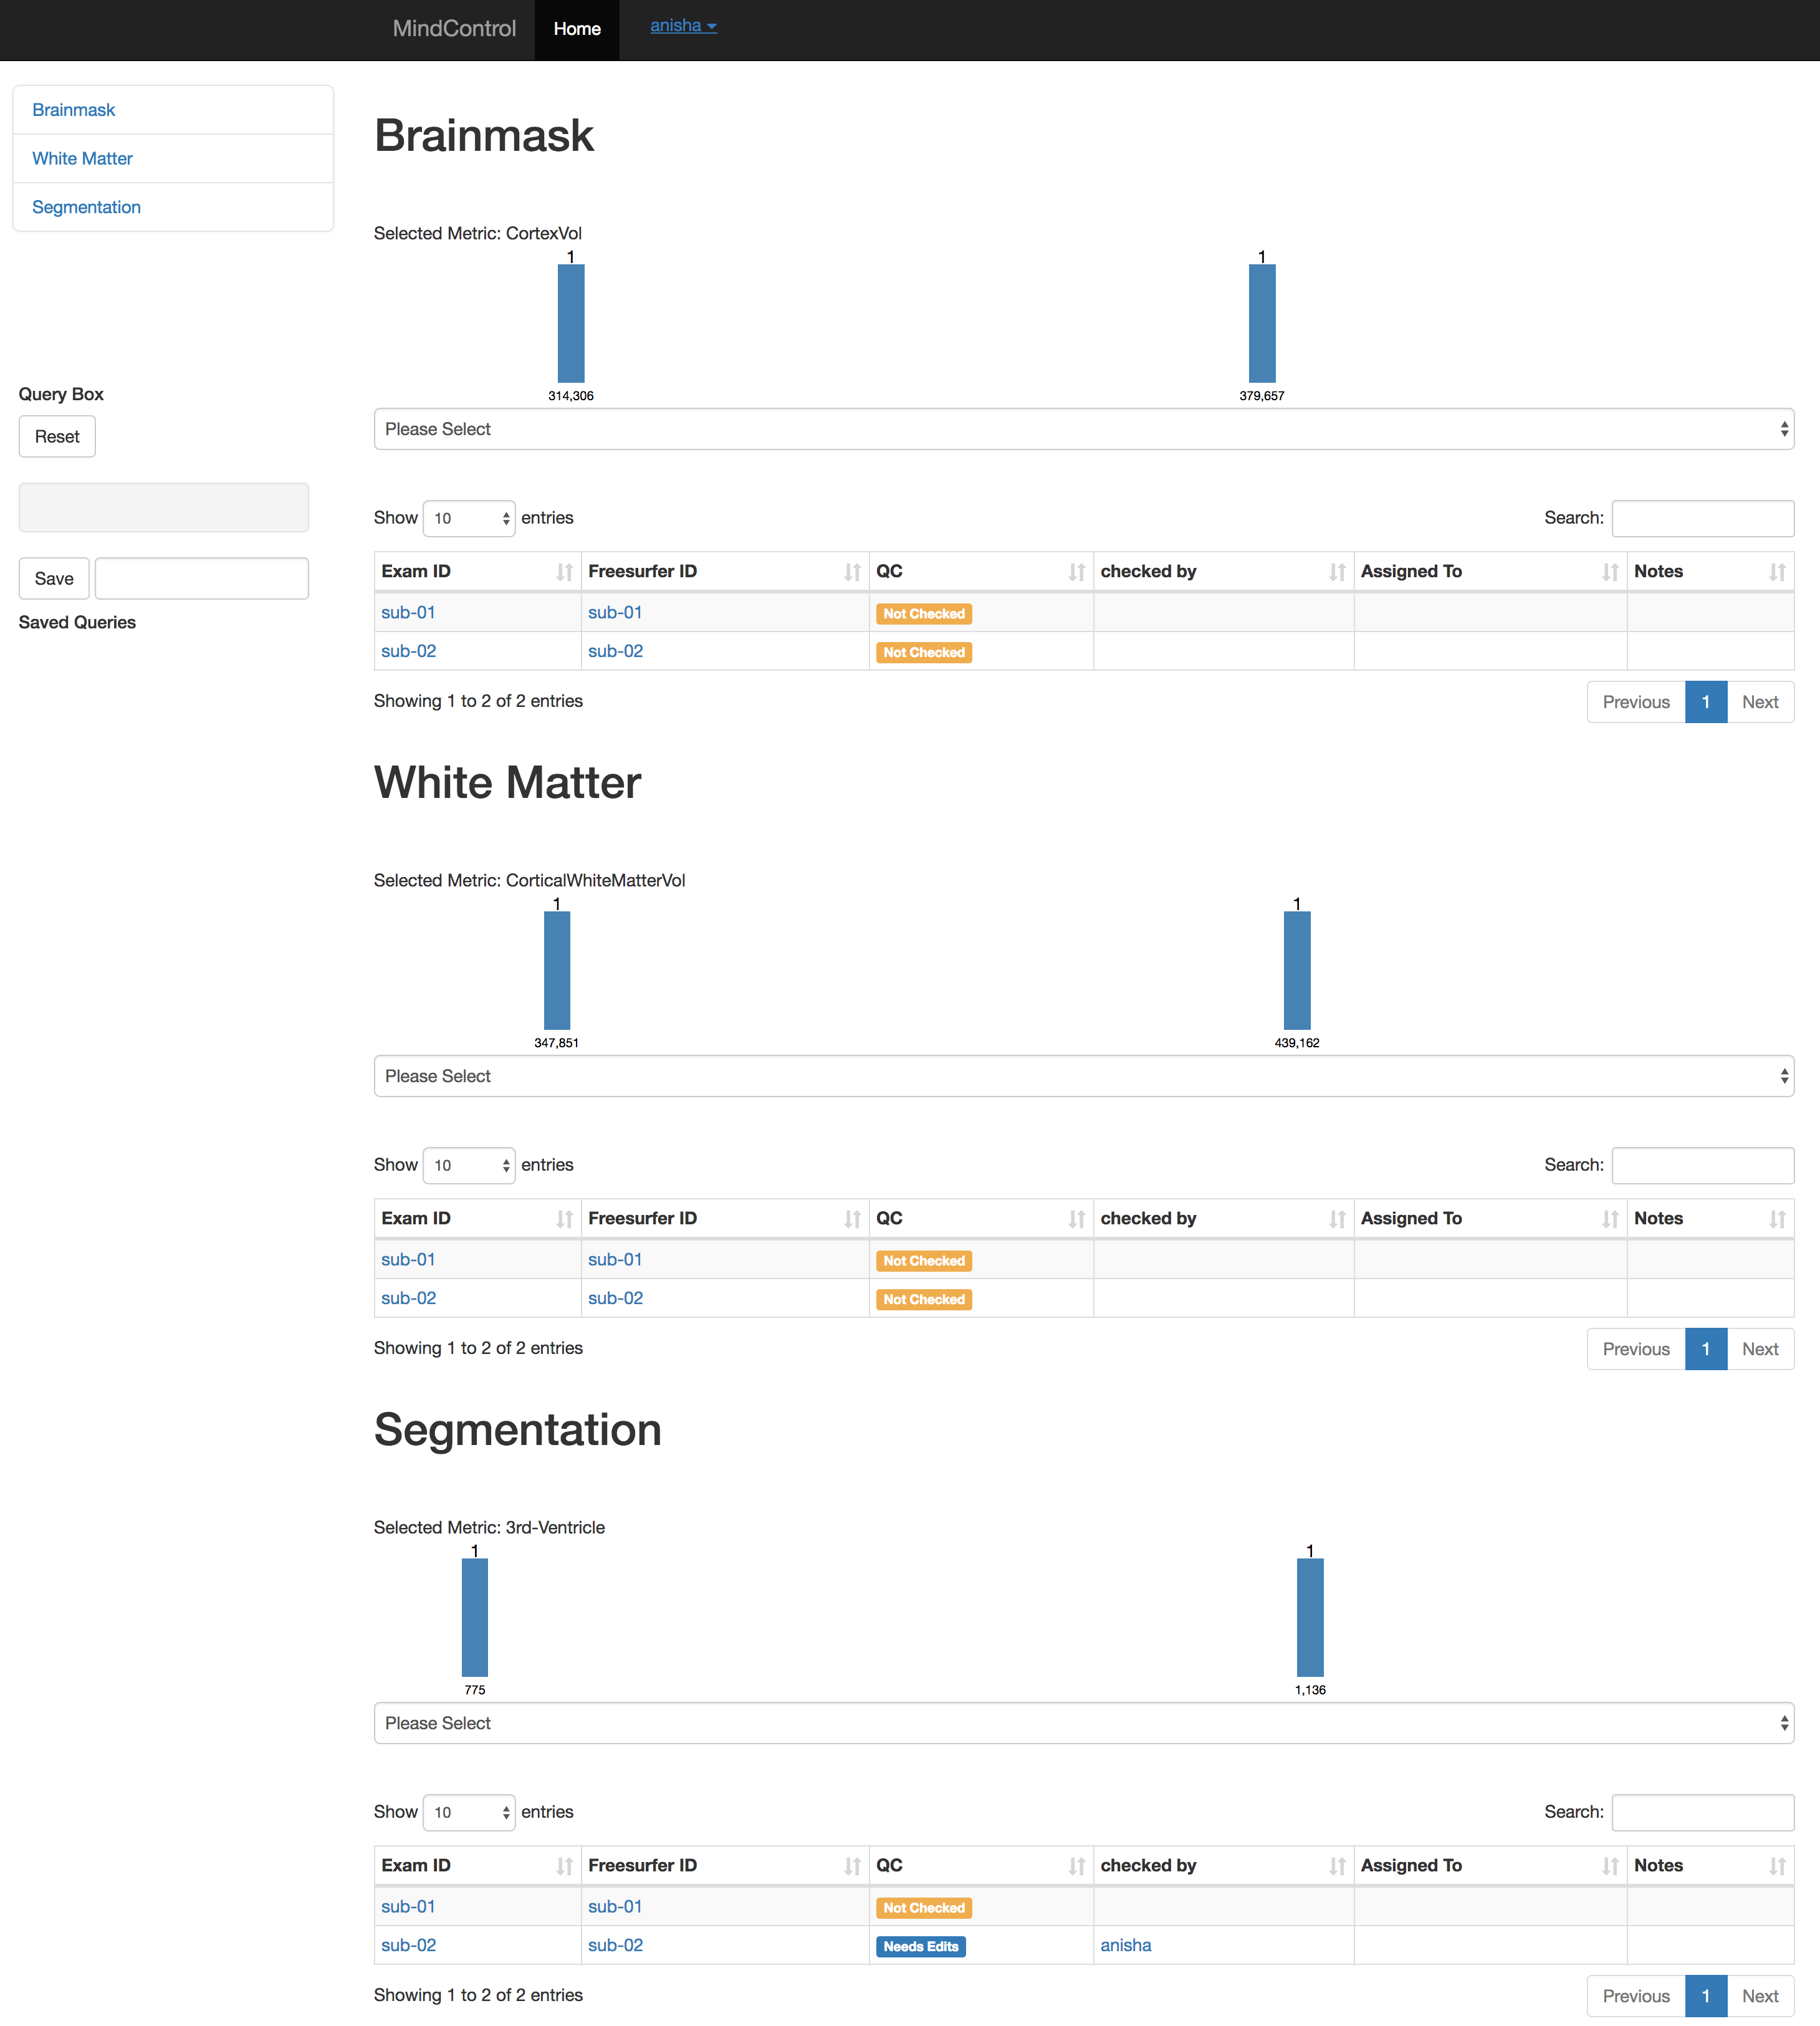 MindControl Home anisha
Brainmask
White Matter
Segmentation
Query Box
Reset
Save
Saved Queries
Brainmask
Selected Metric: CortexVol
1 1
314,306 379,657
Please Select
Show 10 entries Search:
Exam ID Freesurfer ID QC checked by Assigned To Notes
sub-01 sub-01 Not Checked
sub-02 sub-02 Not Checked
Showing 1 to 2 of 2 entries Previous 1 Next
White Matter
Selected Metric: CorticalWhiteMatterVol
1 1
347,851 439,162
Please Select
Show 10 entries Search:
Exam ID Freesurfer ID QC checked by Assigned To Notes
sub-01 sub-01 Not Checked
sub-02 sub-02 Not Checked
Showing 1 to 2 of 2 entries Previous 1 Next
Segmentation
Selected Metric: 3rd-Ventricle
1 1
775 1,136
Please Select
Show 10 entries Search:
Exam ID Freesurfer ID QC checked by Assigned To Notes
sub-01 sub-01 Not Checked
sub-02 sub-02 Needs Edits anisha
Showing 1 to 2 of 2 entries Previous 1 Next